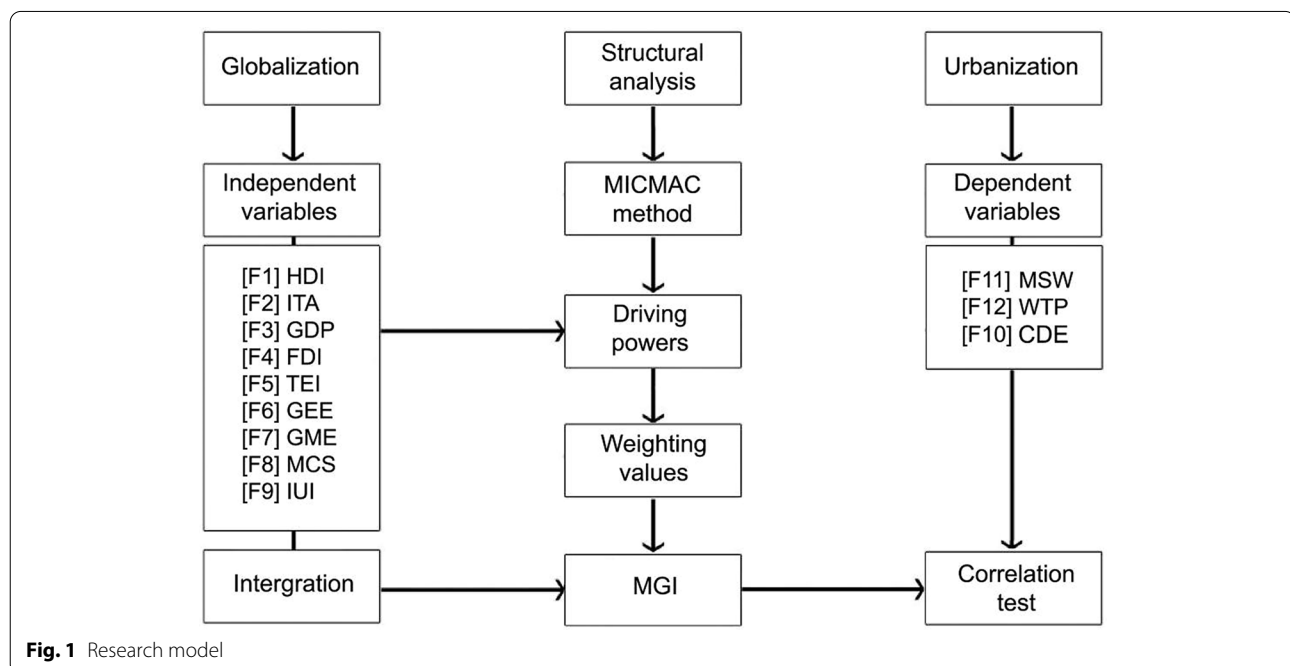 Globalization
Structural
analysis
Urbanization
Independent
variables
MICMAC
method
Dependent
variables
[F1] HDI
[F2] ITA
[F3] GDP
[F4] FDI
[F5] TEI
[F6] GEE
[F7] GME
[F8] MCS
[F9] IUI
Driving
powers
[F11] MSW
[F12] WTP
[F10] CDE
Weighting
values
Intergration
MGI
Correlation
test
Fig. 1 Research model